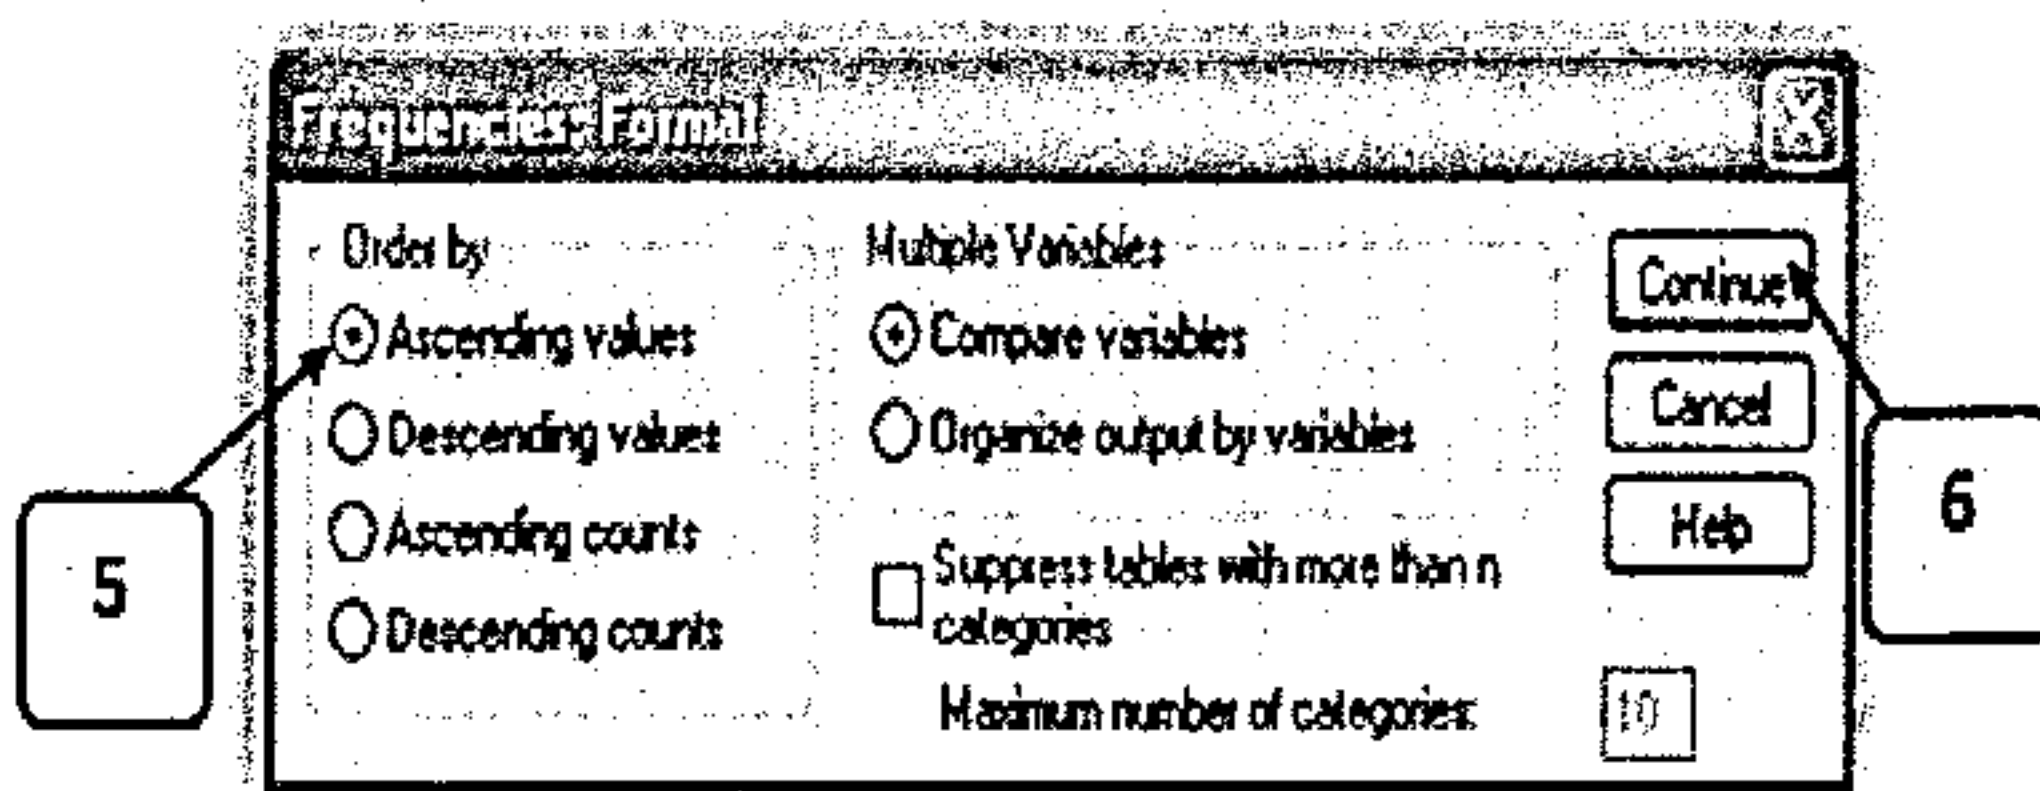 Frequencies: Format
Order by
Ascending values
Descending values
Ascending counts
Descending counts
Multiple Variables
Compare variables
Organize output by variables
Suppress tables with more than n
categories
Maximum number of categories:
10
Continue
Cancel
Help
5
6